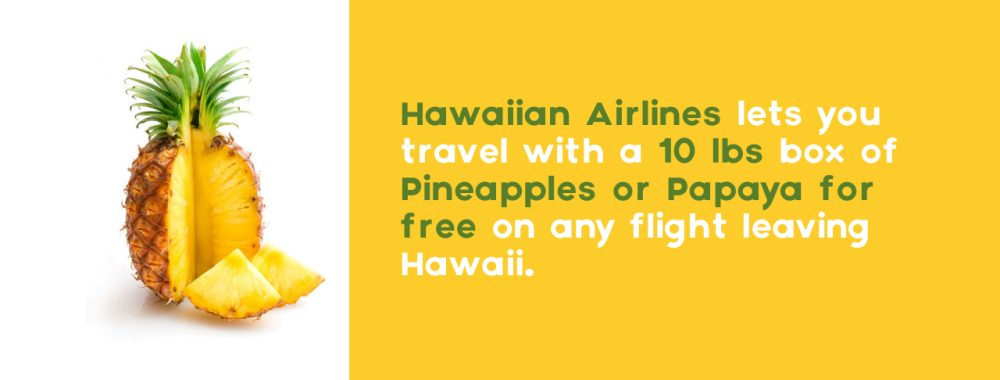 Hawaiian Airlines lets you
travel with a 10 lbs box of
Pineapples or Papaya for
free on any flight leaving
Hawaii.